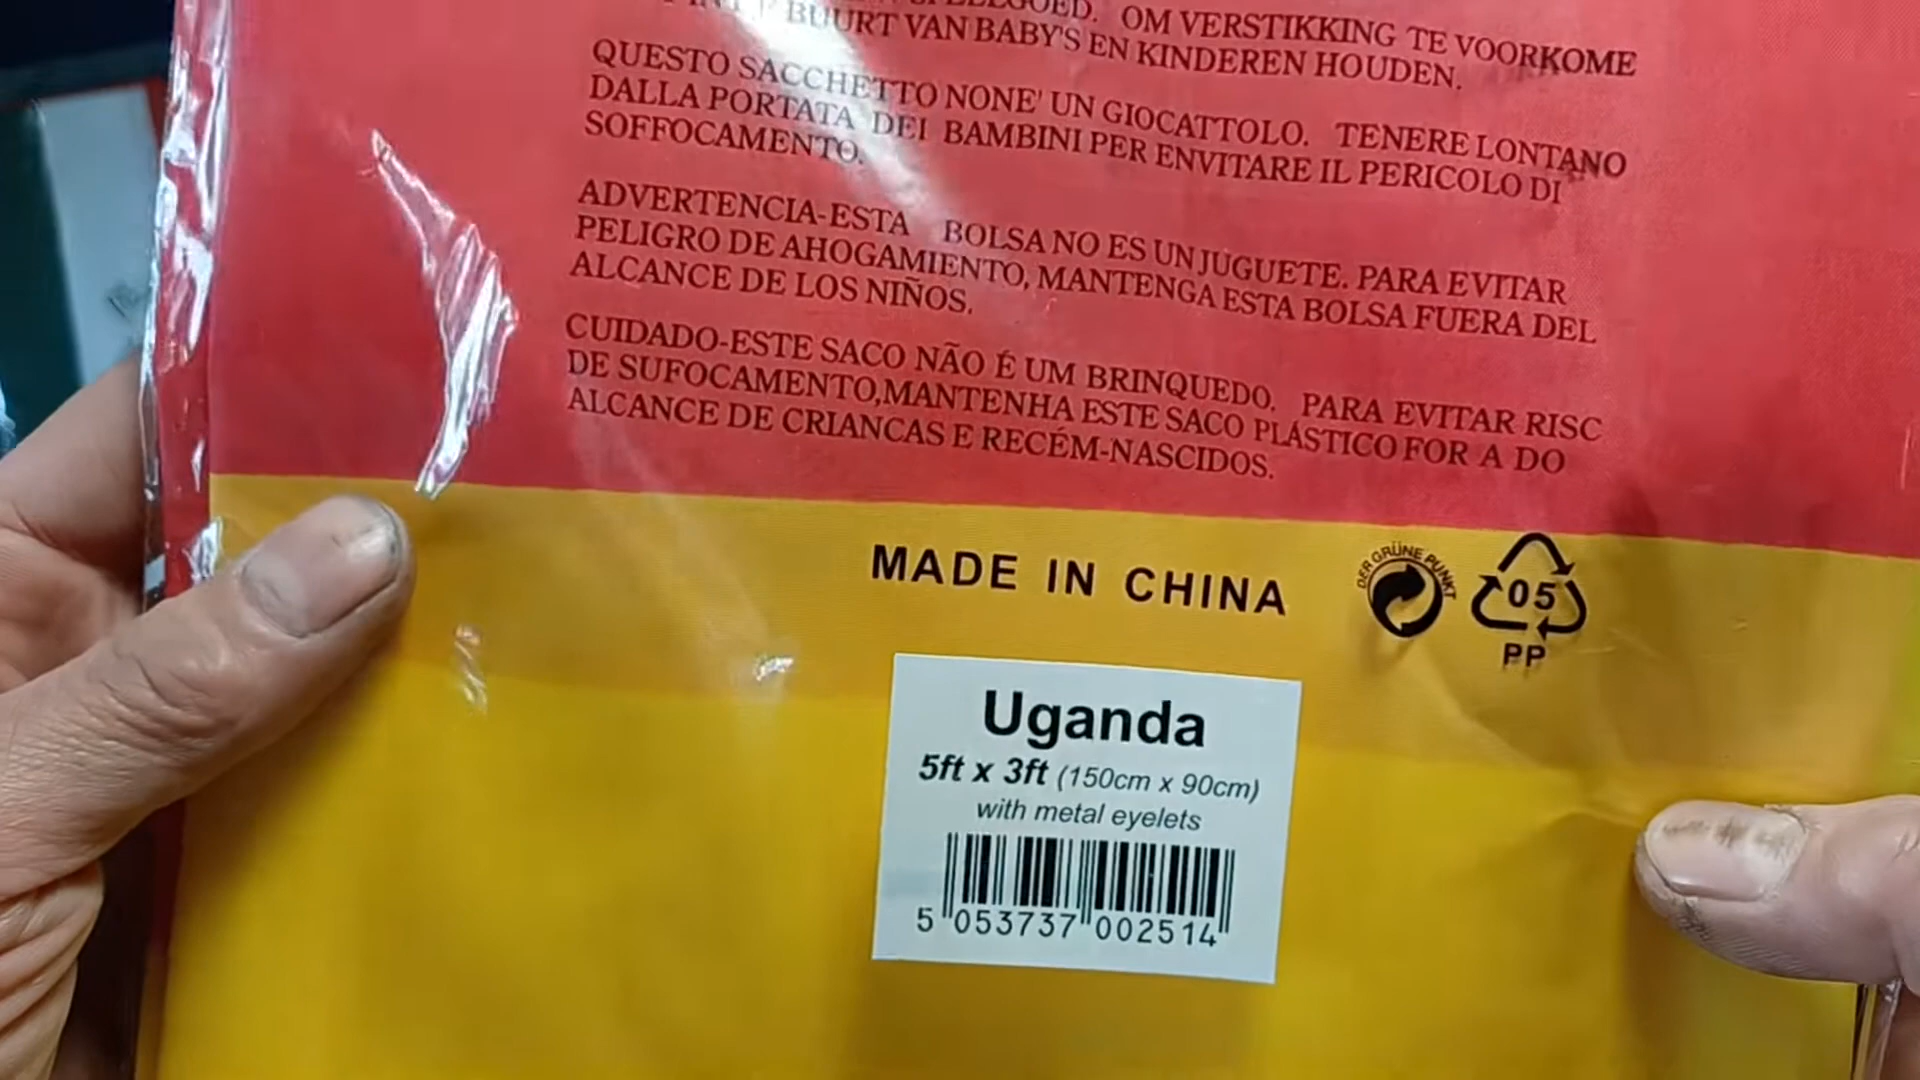 SPEELGOED. OM VERSTIKKING TE VOORKOME
BUURT VAN BABY'S EN KINDEREN HOUDEN.
QUESTO SACCHETTO NONE' UN GIOCATTOLO. TENERE LONTANO
DALLA PORTATA DEI BAMBINI PER ENVITARE IL PERICOLO DI
SOFFOCAMENTO.
ADVERTENCIA-ESTA BOLSA NO ES UN JUGUETE. PARA EVITAR
PELIGRO DE AHOGAMIENTO, MANTENGA ESTA BOLSA FUERA DEL
ALCANCE DE LOS NIÑOS.
CUIDADO-ESTE SACO NÃO É UM BRINQUEDO. PARA EVITAR RISC
DE SUFOCAMENTO,MANTENHA ESTE SACO PLÁSTICO FOR A DO
ALCANCE DE CRIANCAS E RECÉM-NASCIDOS.
MADE IN CHINA
DER GRÜNE PUNKT
05
PP
Uganda
5ft x 3ft (150cm x 90cm)
with metal eyelets
5 053737 002514